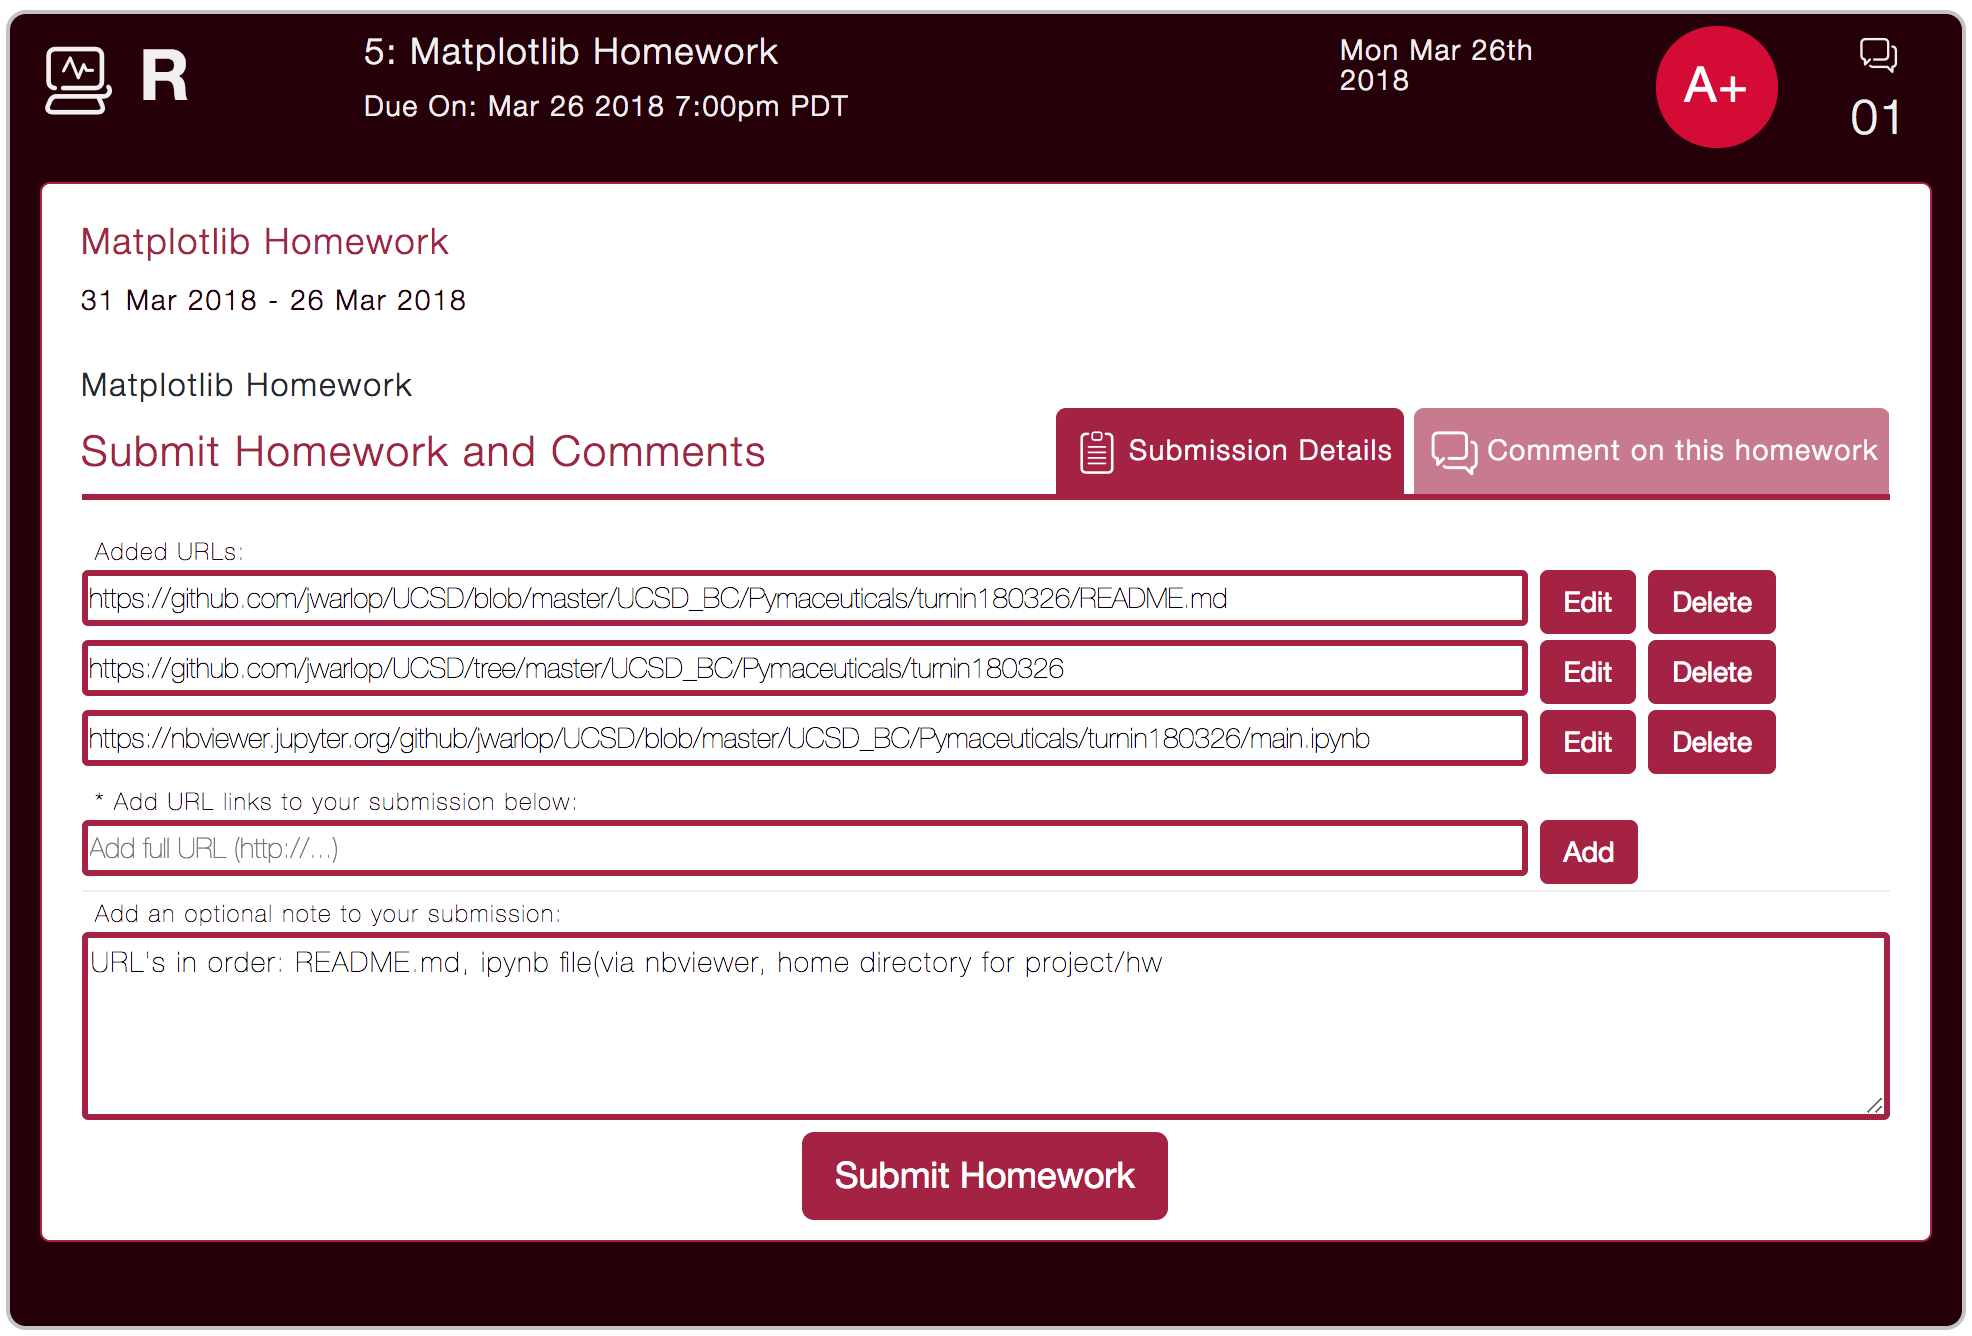 R
5: Matplotlib Homework
Due On: Mar 26 2018 7:00pm PDT
Mon Mar 26th
2018
A+
01
Matplotlib Homework
31 Mar 2018 - 26 Mar 2018
Matplotlib Homework
Submit Homework and Comments
Submission Details
Comment on this homework
Added URLs:
https://github.com/jwarlop/UCSD/blob/master/UCSD_BC/Pymaceuticals/turnin180326/README.md
Edit
Delete
https://github.com/jwarlop/UCSD/tree/master/UCSD_BC/Pymaceuticals/turnin180326
Edit
Delete
https://nbviewer.jupyter.org/github/jwarlop/UCSD/blob/master/UCSD_BC/Pymaceuticals/turnin180326/main.ipynb
Edit
Delete
* Add URL links to your submission below:
Add full URL (http://...)
Add
Add an optional note to your submission:
URL's in order: README.md, ipynb file(via nbviewer, home directory for project/hw
Submit Homework